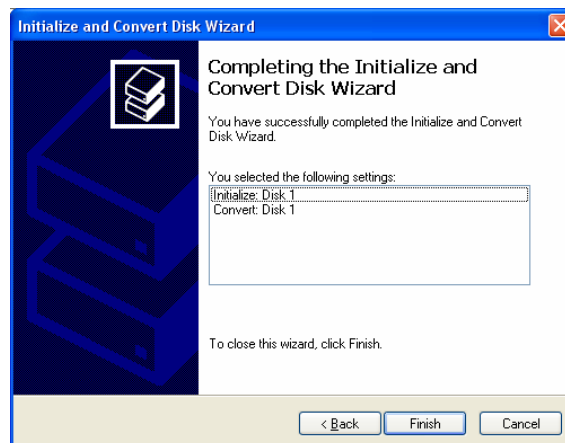 Initialize and Convert Disk Wizard
Completing the Initialize and
Convert Disk Wizard
You have successfully completed the Initialize and Convert
Disk Wizard.
You selected the following settings:
Initialize: Disk 1
Convert: Disk 1
To close this wizard, click Finish.
< Back Finish Cancel